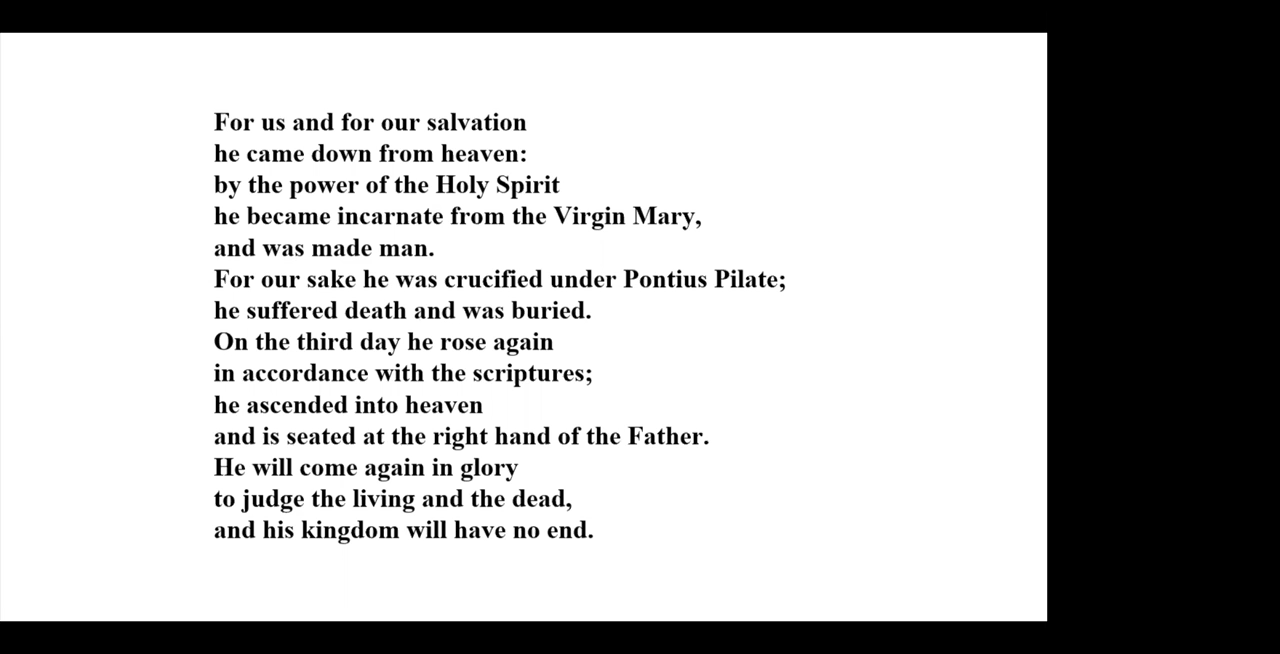 For us and for our salvation
he came down from heaven:
by the power of the Holy Spirit
he became incarnate from the Virgin Mary,
and was made man.
For our sake he was crucified under Pontius Pilate;
he suffered death and was buried.
On the third day he rose again
in accordance with the scriptures;
he ascended into heaven
and is seated at the right hand of the Father.
He will come again in glory
to judge the living and the dead,
and his kingdom will have no end.